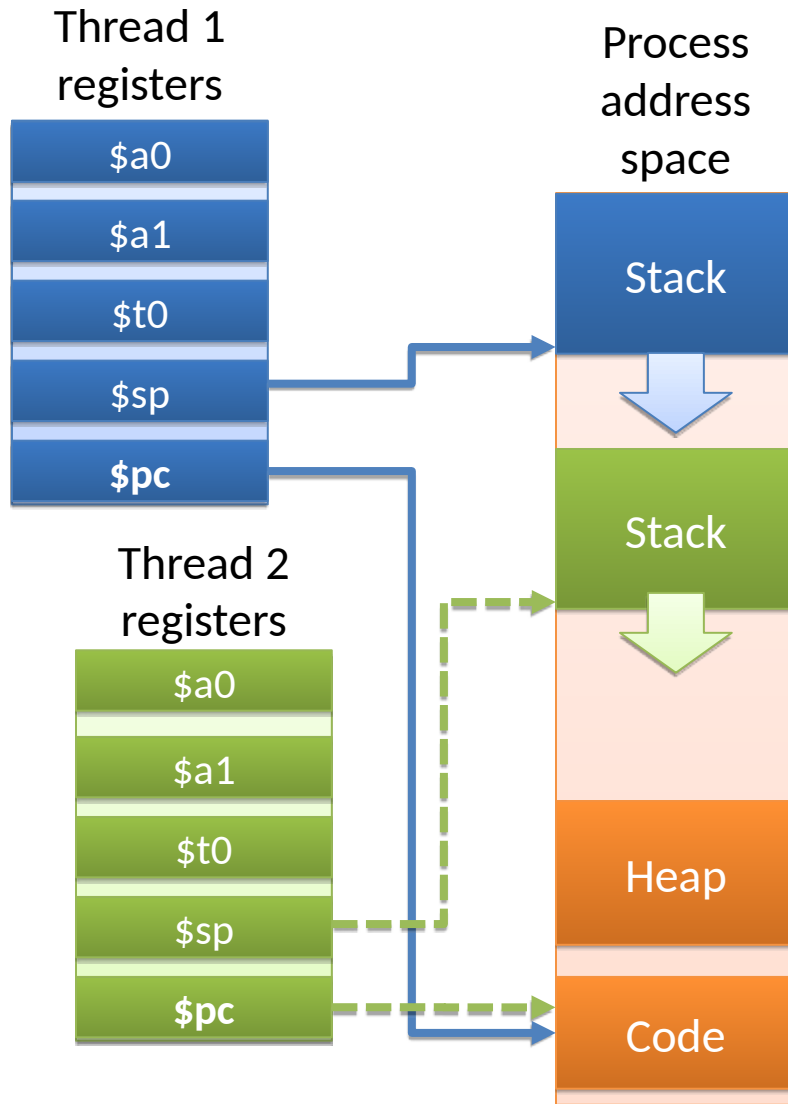 Thread 1
registers
$a0
$a1
$t0
$sp
$pc
Thread 2
registers
$a0
$a1
$t0
$sp
$pc
Process
address
space
Stack
Stack
Heap
Code